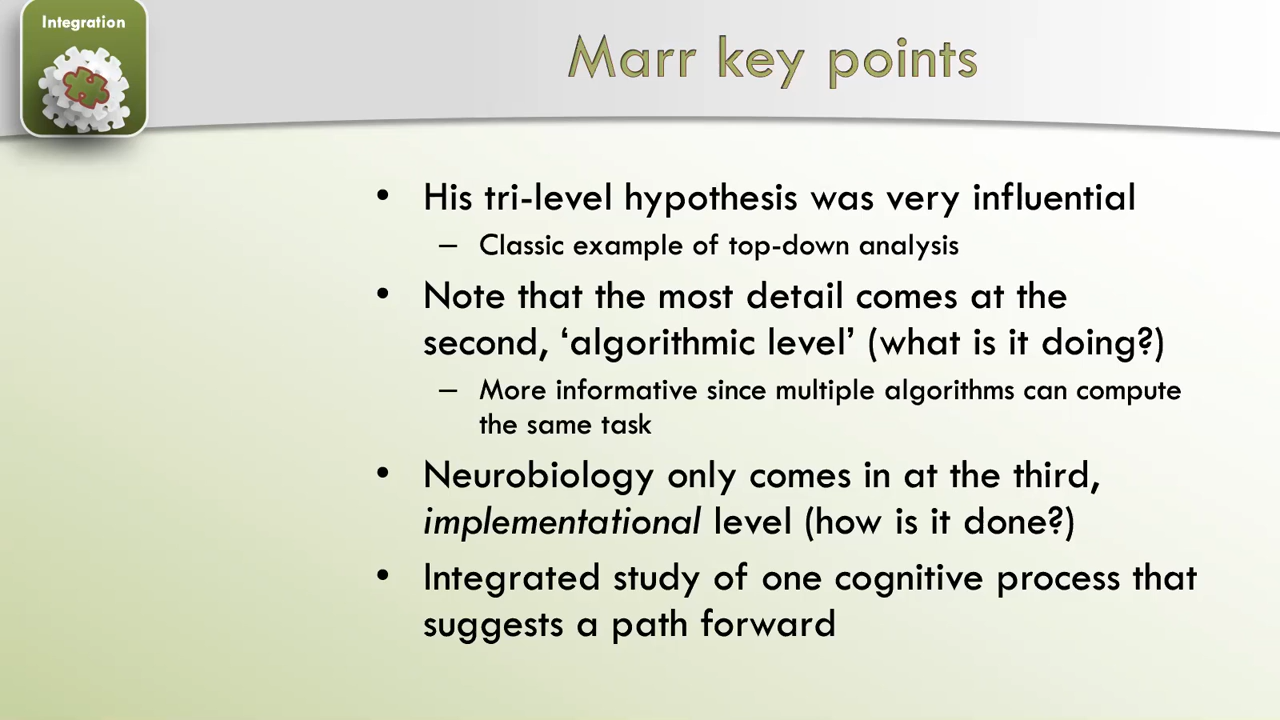 Integration
Marr key points
• His tri-level hypothesis was very influential
– Classic example of top-down analysis
• Note that the most detail comes at the
second, ‘algorithmic level’ (what is it doing?)
– More informative since multiple algorithms can compute
the same task
• Neurobiology only comes in at the third,
implementational level (how is it done?)
• Integrated study of one cognitive process that
suggests a path forward